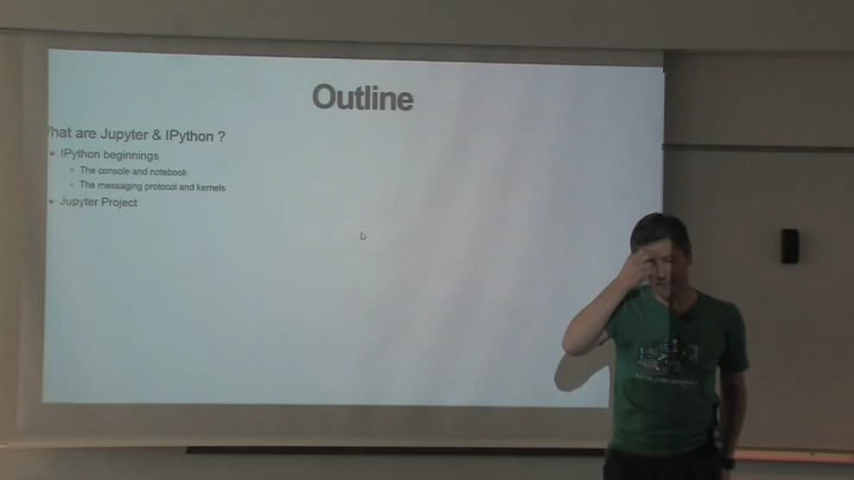 Outline
hat are Jupyter & IPython ?
IPython beginnings
The console and notebook
The messaging protocol and kernels
Jupyter Project